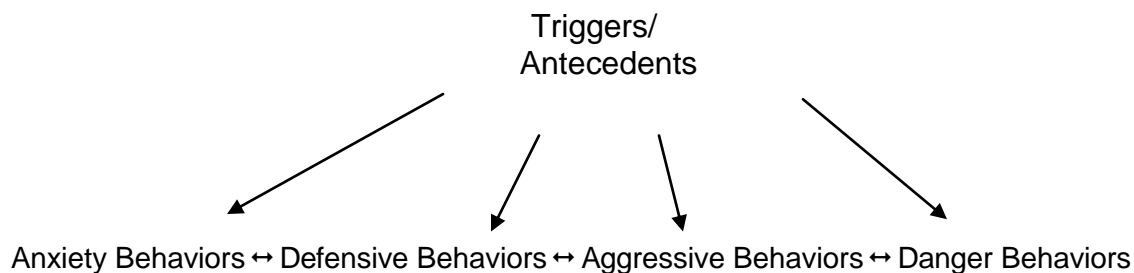 Triggers/
Antecedents
Anxiety Behaviors ↔ Defensive Behaviors ↔ Aggressive Behaviors ↔ Danger Behaviors